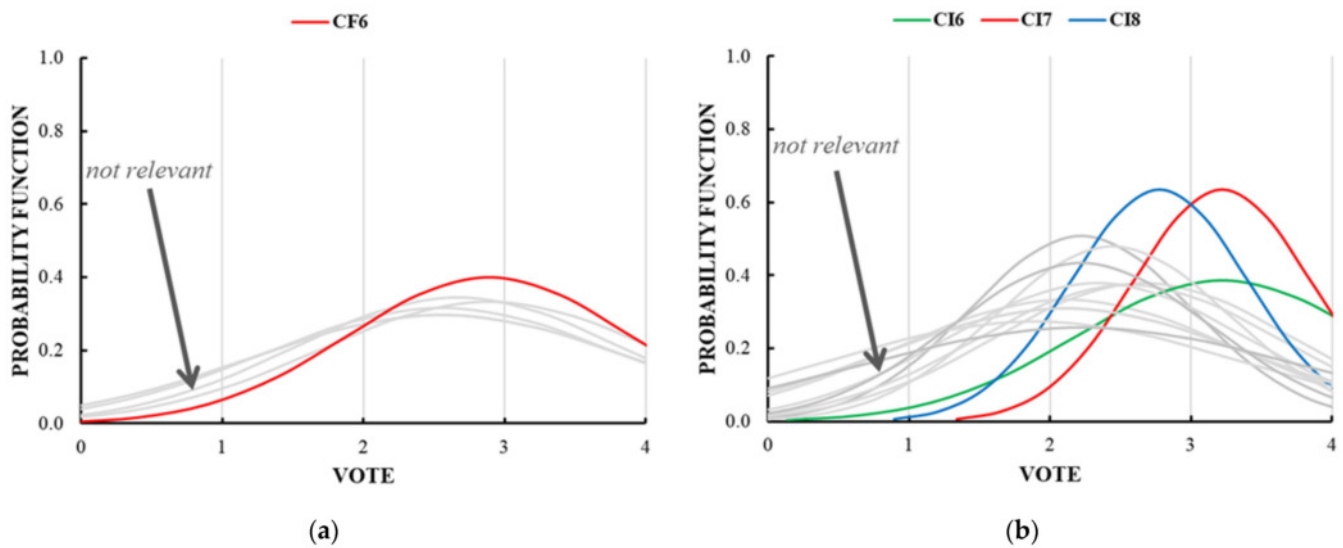 CF6
1.0
0.8
0.6
0.4
0.2
0.0
PROBABILITY FUNCTION
not relevant
0 1 2 3 4
VOTE
(a)
CI6 CI7 CI8
1.0
0.8
0.6
0.4
0.2
0.0
PROBABILITY FUNCTION
not relevant
0 1 2 3 4
VOTE
(b)